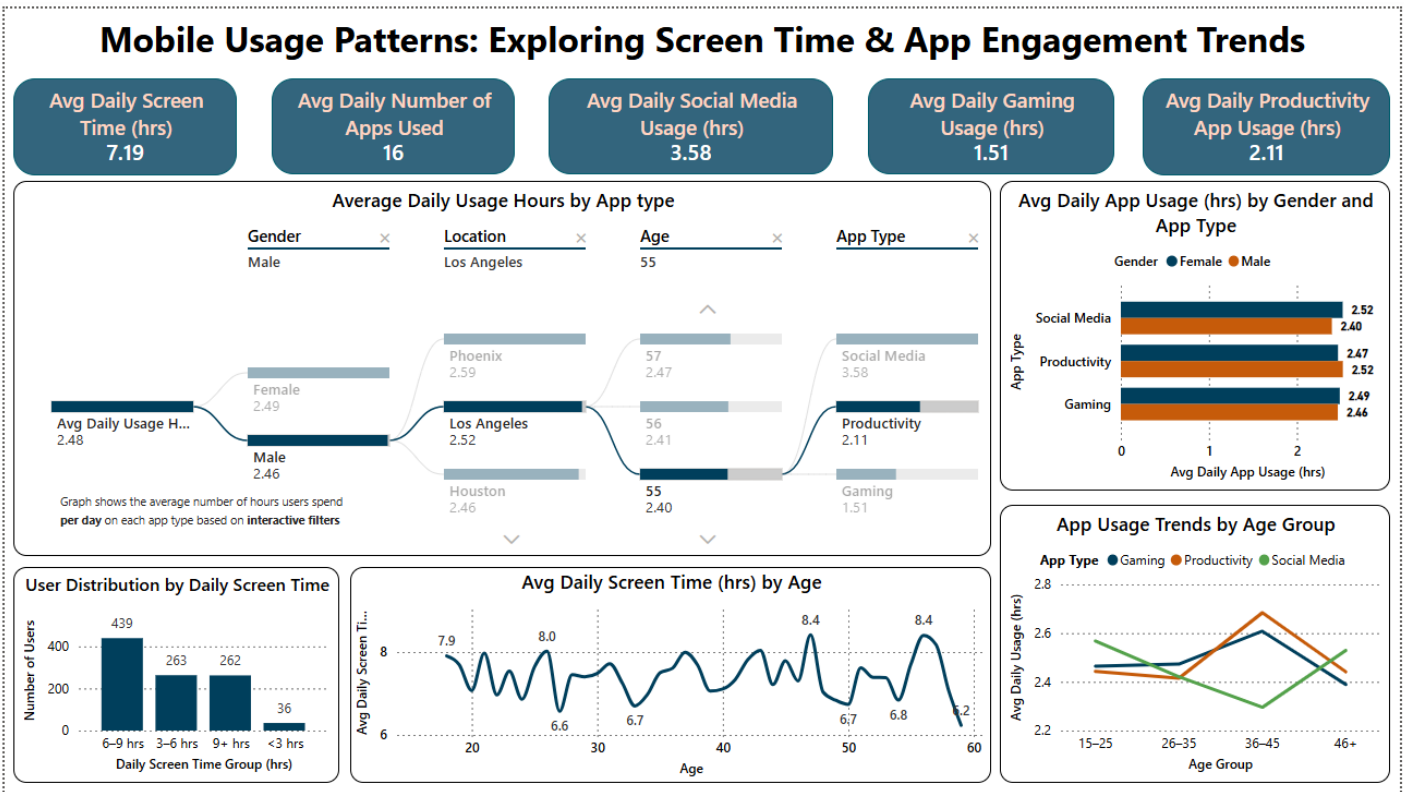 Mobile Usage Patterns: Exploring Screen Time & App Engagement Trends
Avg Daily Screen
Time (hrs)
7.19
Avg Daily Number of
Apps Used
16
Avg Daily Social Media
Usage (hrs)
3.58
Avg Daily Gaming
Usage (hrs)
1.51
Avg Daily Productivity
App Usage (hrs)
2.11
Average Daily Usage Hours by App type
Gender
Male
Location
Los Angeles
Age
55
App Type
Avg Daily Usage H...
2.48
Female
2.49
Male
2.46
Phoenix
2.59
Los Angeles
2.52
Houston
2.46
57
2.47
56
2.41
55
2.40
Social Media
3.58
Productivity
2.11
Gaming
1.51
Graph shows the average number of hours users spend
per day on each app type based on interactive filters
Avg Daily App Usage (hrs) by Gender and
App Type
Gender Female Male
App Type
Social Media
2.52
2.40
Productivity
2.47
2.52
Gaming
2.49
2.46
0 1 2
Avg Daily App Usage (hrs)
User Distribution by Daily Screen Time
Number of Users
400
200
0
439
263
262
36
6–9 hrs 3–6 hrs 9+ hrs <3 hrs
Daily Screen Time Group (hrs)
Avg Daily Screen Time (hrs) by Age
Avg Daily Screen Ti...
8
6
7.9
8.0
6.6
6.7
8.4
6.7
6.8
8.4
6.2
20 30 40 50 60
Age
App Usage Trends by Age Group
App Type Gaming Productivity Social Media
Avg Daily Usage (hrs)
2.8
2.6
2.4
2.2
15–25 26–35 36–45 46+
Age Group